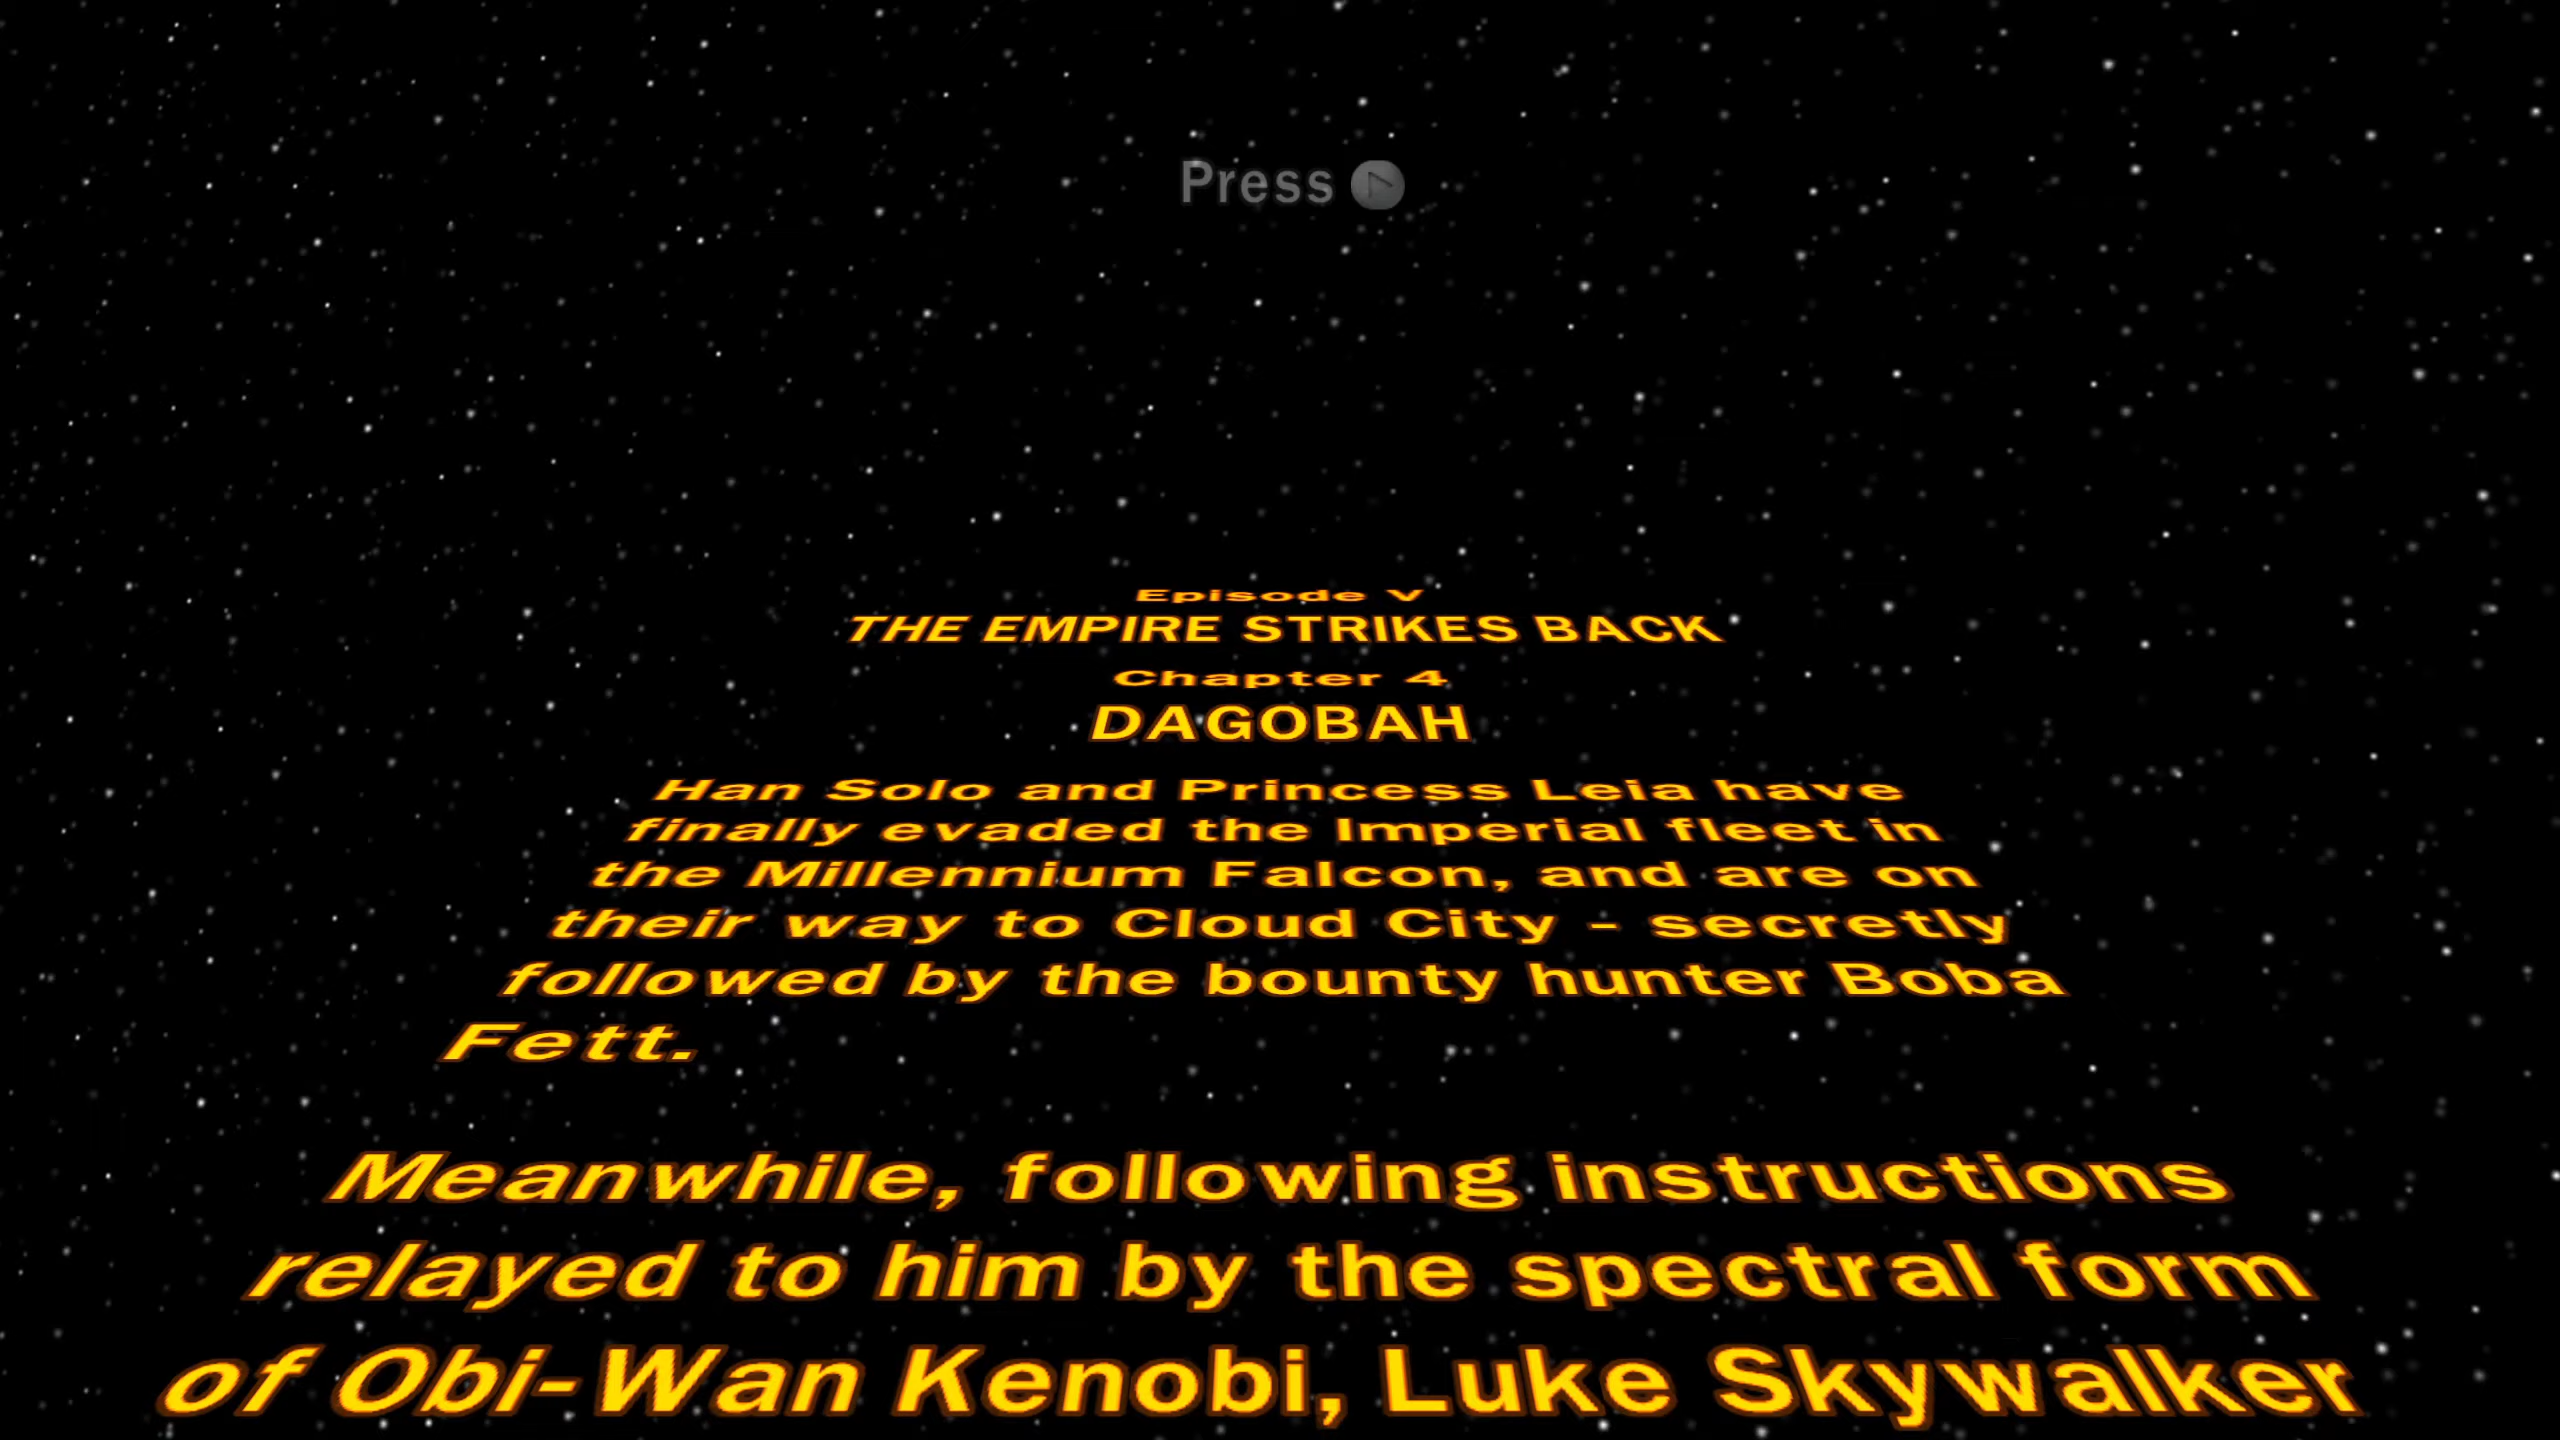 Press
Episode V
THE EMPIRE STRIKES BACK
Chapter 4
DAGOBAH
Han Solo and Princess Leia have
finally evaded the Imperial fleet in
the Millennium Falcon, and are on
their way to Cloud City - secretly
followed by the bounty hunter Boba
Fett.
Meanwhile, following instructions
relayed to him by the spectral form
of Obi-Wan Kenobi, Luke Skywalker